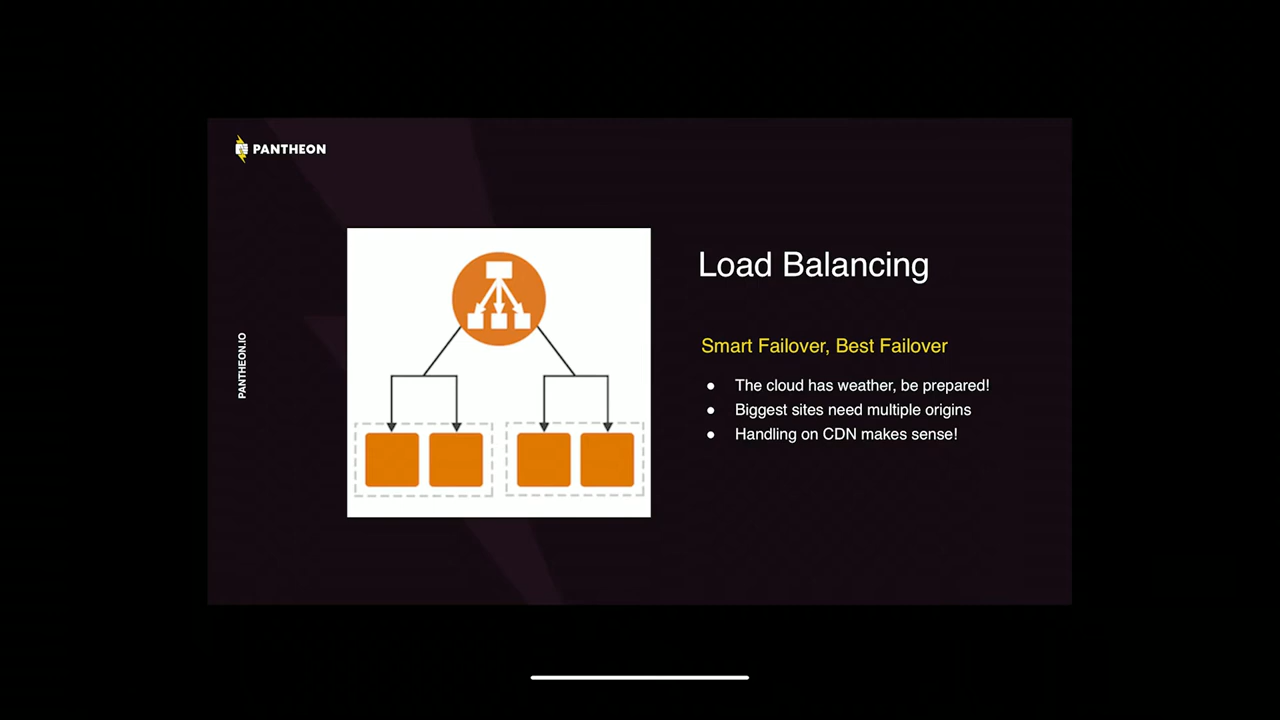 PANTHEON
PANTHEON.IO
Load Balancing
Smart Failover, Best Failover
● The cloud has weather, be prepared!
● Biggest sites need multiple origins
● Handling on CDN makes sense!